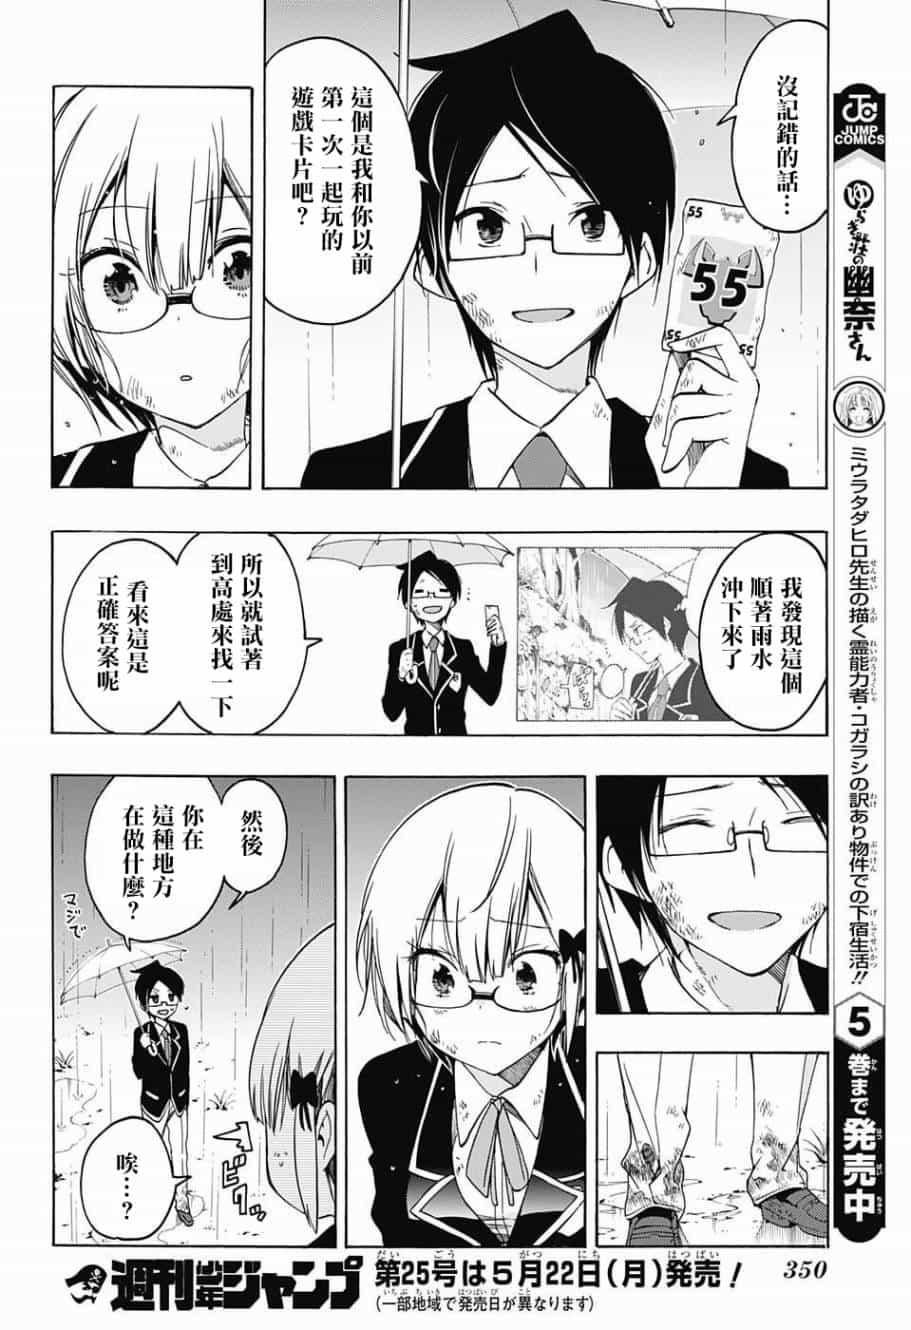 沒記錯的話…
這個是我和你以前
第一次一起玩的
遊戲卡片吧？
55
55
55
55
我發現這個
順著雨水
沖下來了
所以就試著
到高處來找一下
看來這是
正確答案呢
然後
你在
這種地方
在做什麼？
マジで
ビクッ
唉…？
JC
JUMP
COMICS
ゆらぎ荘の幽奈さん
ミウラタダヒロ先生の描く霊能力者・コガラシの訳あり物件での下宿生活!!
5
巻まで発売中
週刊少年ジャンプ
第25号は5月22日(月)発売！
(一部地域で発売日が異なります)
350